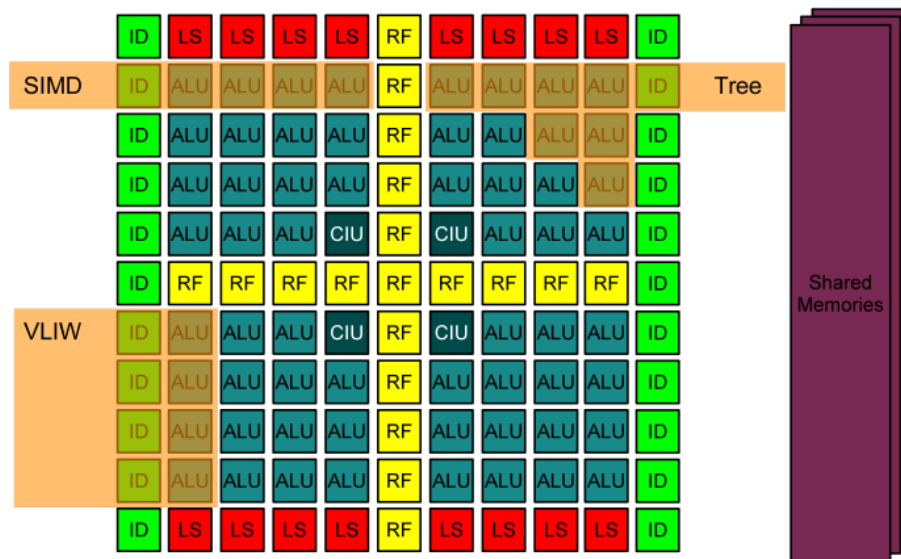 ID LS LS LS LS RF LS LS LS LS ID
SIMD ID ALU ALU ALU ALU RF ALU ALU ALU ALU ID Tree
ID ALU ALU ALU ALU RF ALU ALU ALU ALU ID
ID ALU ALU ALU ALU RF ALU ALU ALU ALU ID
ID ALU ALU ALU CIU RF CIU ALU ALU ALU ID
ID RF RF RF RF RF RF RF RF RF ID
Shared
Memories
VLIW ID ALU ALU ALU CIU RF CIU ALU ALU ALU ID
ID ALU ALU ALU ALU RF ALU ALU ALU ALU ID
ID ALU ALU ALU ALU RF ALU ALU ALU ALU ID
ID ALU ALU ALU ALU RF ALU ALU ALU ALU ID
ID LS LS LS LS RF LS LS LS LS ID